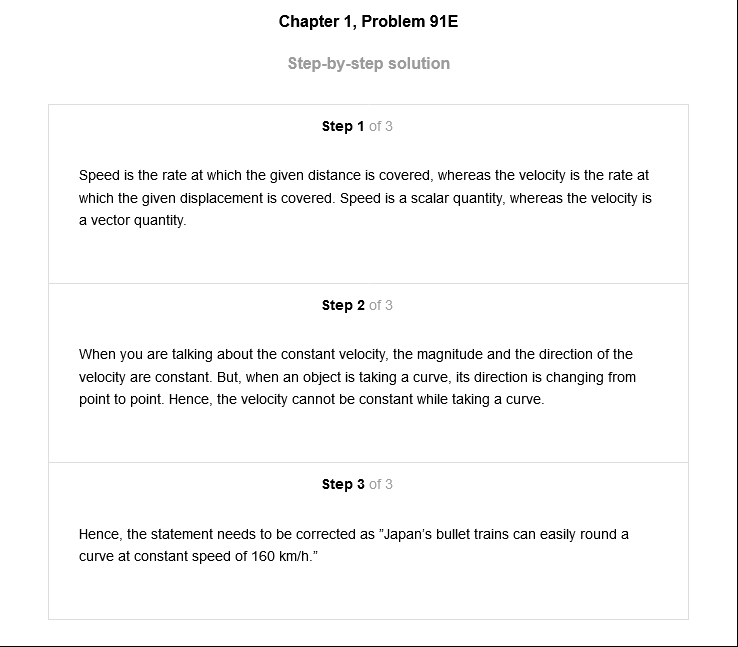 Chapter 1, Problem 91E
Step-by-step solution
Step 1 of 3
Speed is the rate at which the given distance is covered, whereas the velocity is the rate at
which the given displacement is covered. Speed is a scalar quantity, whereas the velocity is
a vector quantity.
Step 2 of 3
When you are talking about the constant velocity, the magnitude and the direction of the
velocity are constant. But, when an object is taking a curve, its direction is changing from
point to point. Hence, the velocity cannot be constant while taking a curve.
Step 3 of 3
Hence, the statement needs to be corrected as ”Japan’s bullet trains can easily round a
curve at constant speed of 160 km/h.”